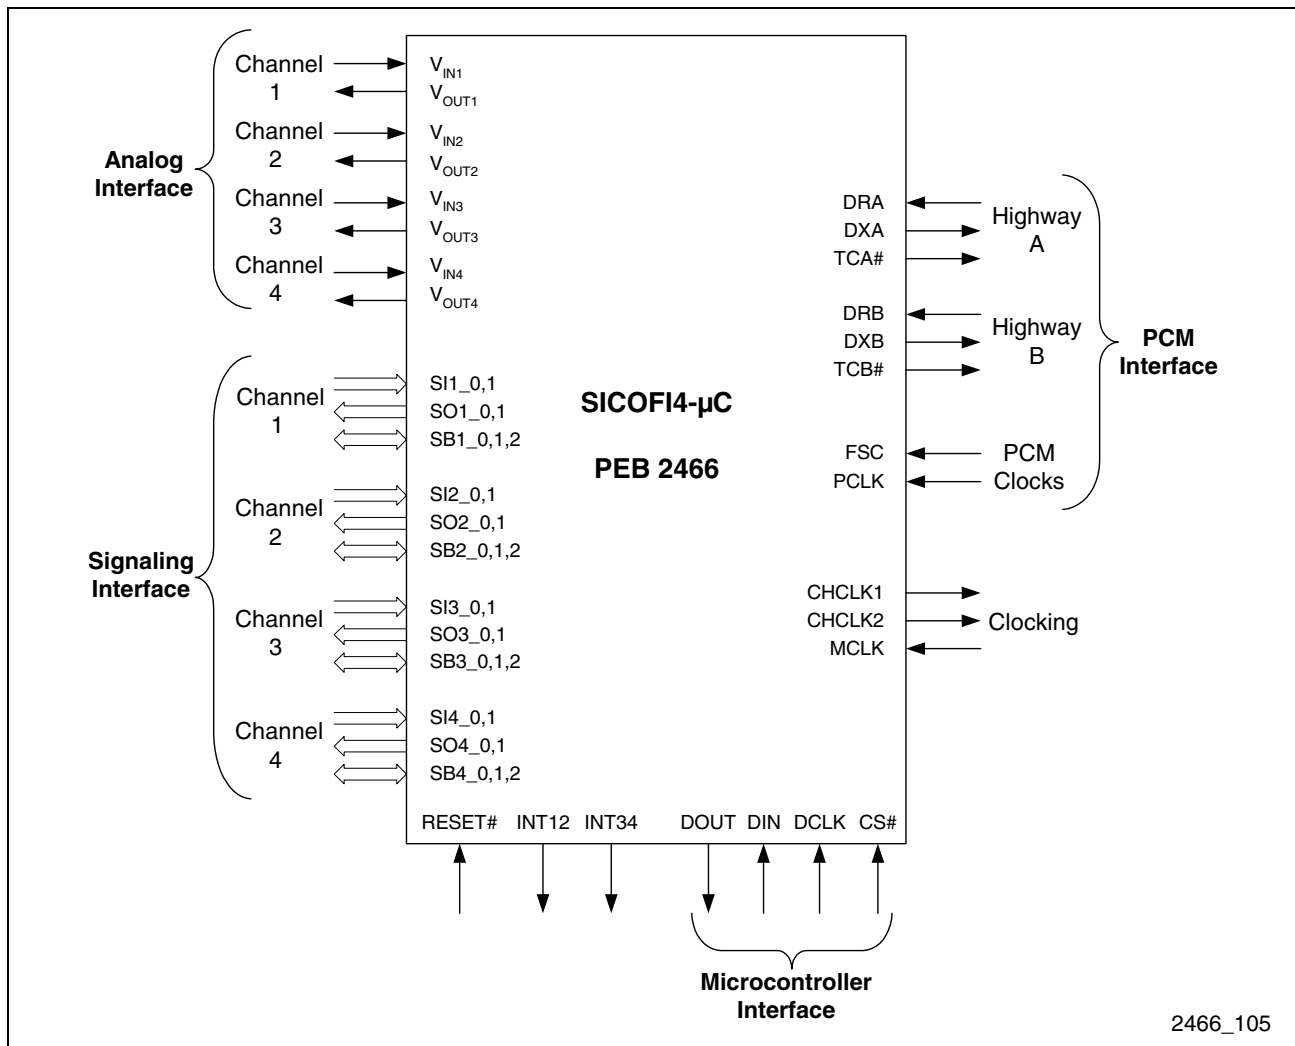 Analog
Interface
Channel
1
V_IN1
V_OUT1
Channel
2
V_IN2
V_OUT2
Channel
3
V_IN3
V_OUT3
Channel
4
V_IN4
V_OUT4
Signaling
Interface
Channel
1
SI1_0,1
SO1_0,1
SB1_0,1,2
Channel
2
SI2_0,1
SO2_0,1
SB2_0,1,2
Channel
3
SI3_0,1
SO3_0,1
SB3_0,1,2
Channel
4
SI4_0,1
SO4_0,1
SB4_0,1,2
SICOFI4-µC
PEB 2466
DRA
DXA
TCA#
Highway
A
DRB
DXB
TCB#
Highway
B
FSC
PCLK
PCM
Clocks
PCM
Interface
CHCLK1
CHCLK2
MCLK
Clocking
RESET# INT12 INT34 DOUT DIN DCLK CS#
Microcontroller
Interface
2466_105